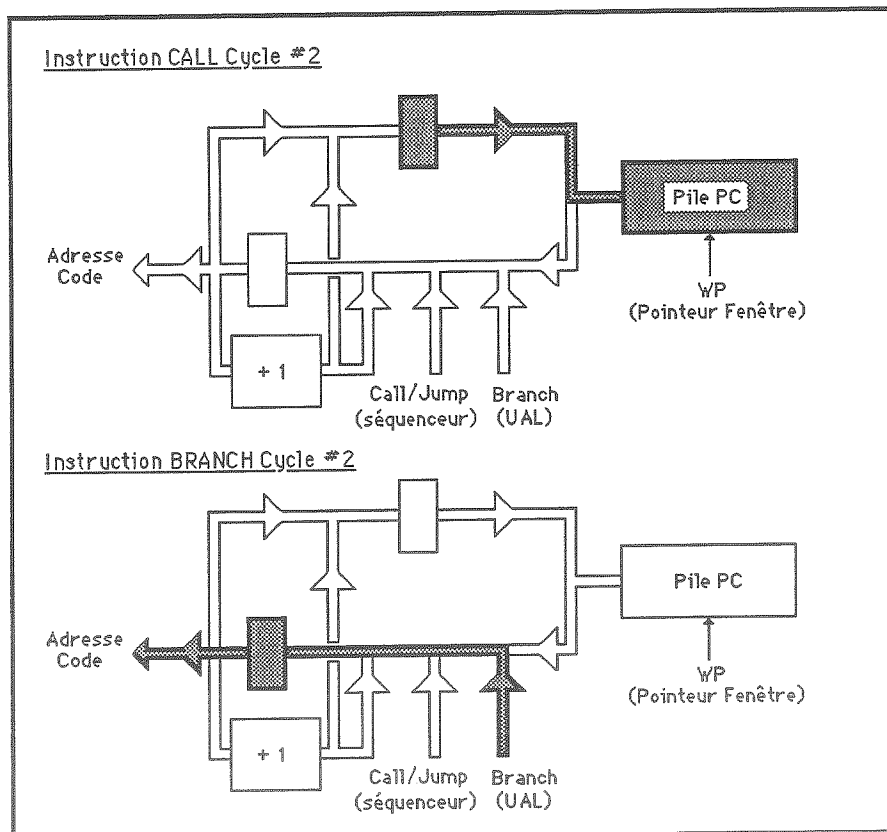 Instruction CALL Cycle #2
Pile PC
Adresse
Code
WP
(Pointeur Fenêtre)
+ 1
Call/Jump
(séquenceur)
Branch
(UAL)
Instruction BRANCH Cycle #2
Pile PC
Adresse
Code
WP
(Pointeur Fenêtre)
+ 1
Call/Jump
(séquenceur)
Branch
(UAL)